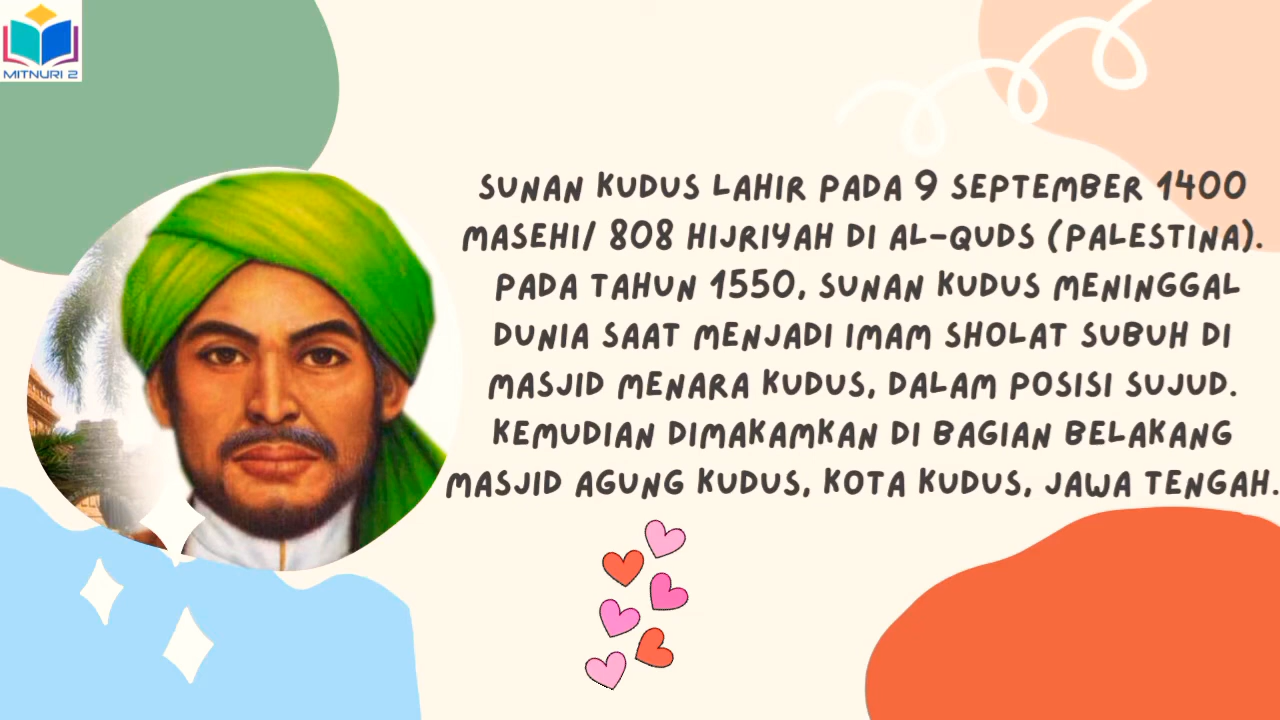 MITNURI 2
SUNAN KUDUS LAHIR PADA 9 SEPTEMBER 1400
MASEHI/ 808 HIJRIYAH DI AL-QUDS (PALESTINA).
PADA TAHUN 1550, SUNAN KUDUS MENINGGAL
DUNIA SAAT MENJADI IMAM SHOLAT SUBUH DI
MASJID MENARA KUDUS, DALAM POSISI SUJUD.
KEMUDIAN DIMAKAMKAN DI BAGIAN BELAKANG
MASJID AGUNG KUDUS, KOTA KUDUS, JAWA TENGAH.